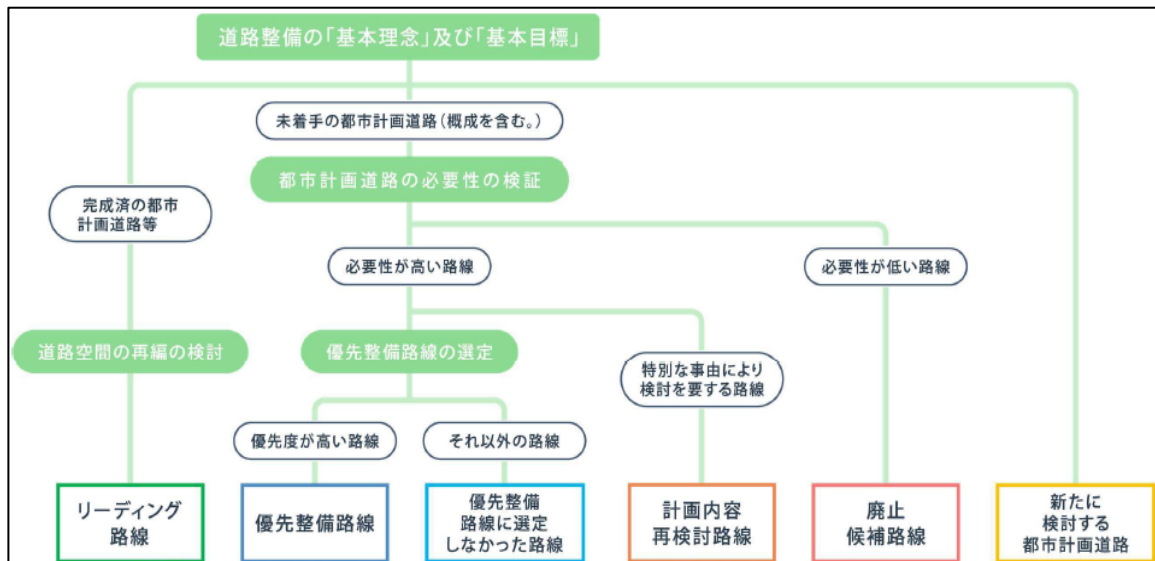 道路整備の「基本理念」及び「基本目標」
未着手の都市計画道路(概成を含む。)
都市計画道路の必要性の検証
完成済の都市
計画道路等
必要性が高い路線
必要性が低い路線
道路空間の再編の検討
優先整備路線の選定
特別な事由により
検討を要する路線
優先度が高い路線
それ以外の路線
リーディング
路線
優先整備路線
優先整備
路線に選定
しなかった路線
計画内容
再検討路線
廃止
候補路線
新たに
検討する
都市計画道路